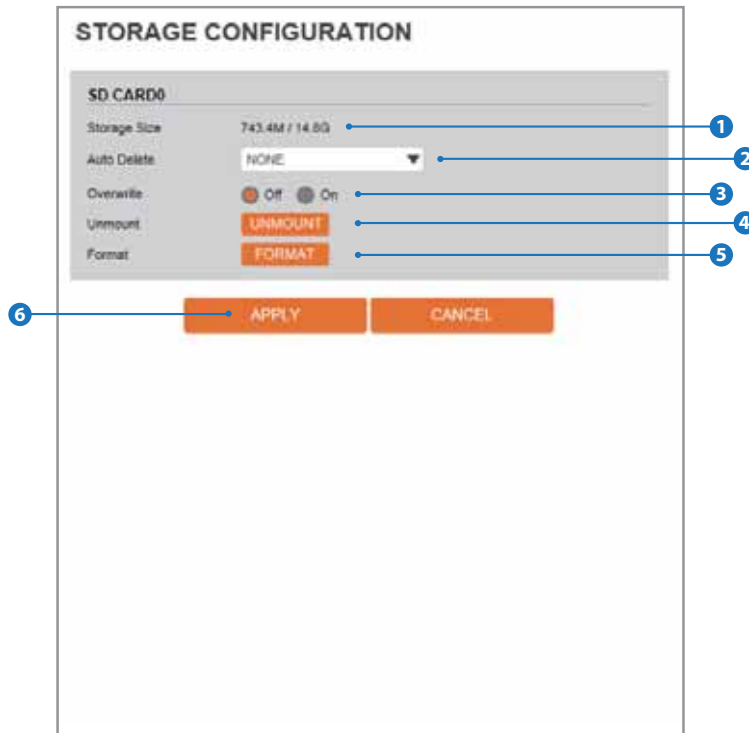 STORAGE CONFIGURATION
SD CARD0
Storage Size 743.4M / 14.8G 1
Auto Delete NONE 2
Overwrite Off On 3
Unmount UNMOUNT 4
Format FORMAT 5
6 APPLY CANCEL